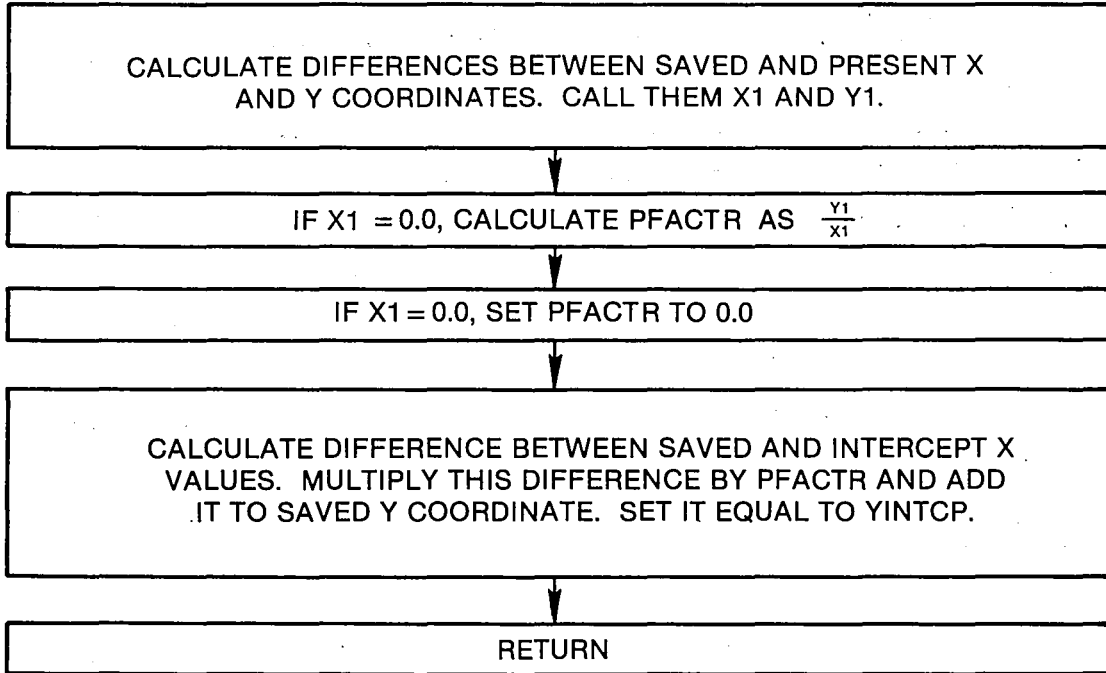 CALCULATE DIFFERENCES BETWEEN SAVED AND PRESENT X
AND Y COORDINATES. CALL THEM X1 AND Y1.
IF X1 = 0.0, CALCULATE PFACTR AS Y1/X1
IF X1 = 0.0, SET PFACTR TO 0.0
CALCULATE DIFFERENCE BETWEEN SAVED AND INTERCEPT X
VALUES. MULTIPLY THIS DIFFERENCE BY PFACTR AND ADD
IT TO SAVED Y COORDINATE. SET IT EQUAL TO YINTCP.
RETURN